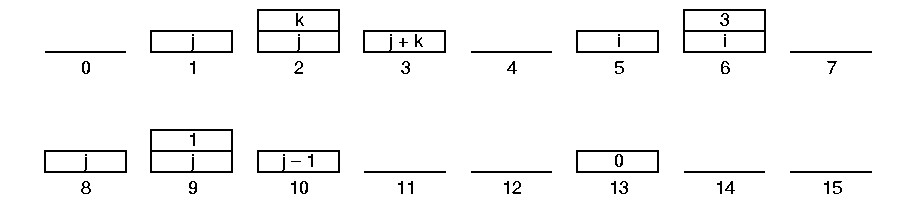 k 3
j j j + k i i
0 1 2 3 4 5 6 7
1
j j j – 1 0
8 9 10 11 12 13 14 15